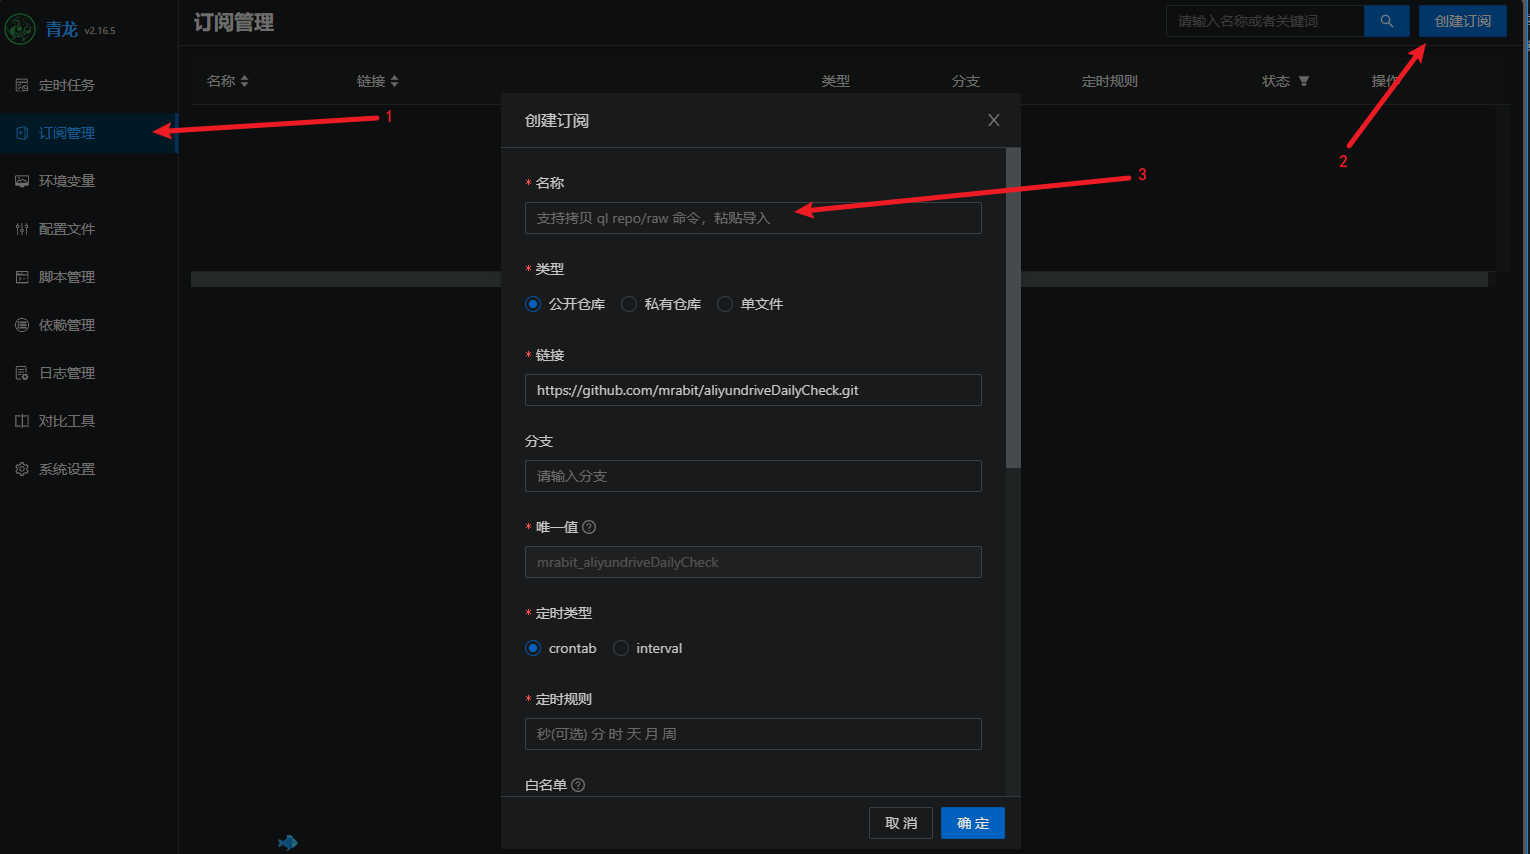 青龙 v2.16.5
定时任务
订阅管理
环境变量
配置文件
脚本管理
依赖管理
日志管理
对比工具
系统设置
订阅管理
请输入名称或者关键词
创建订阅
名称
链接
类型
分支
定时规则
状态
操作
1
2
3
创建订阅
* 名称
支持拷贝 ql repo/raw 命令，粘贴导入
* 类型
公开仓库 私有仓库 单文件
* 链接
https://github.com/mrabit/aliyundriveDailyCheck.git
分支
请输入分支
* 唯一值
mrabit_aliyundriveDailyCheck
* 定时类型
crontab interval
* 定时规则
秒(可选) 分 时 天 月 周
白名单
取 消 确 定